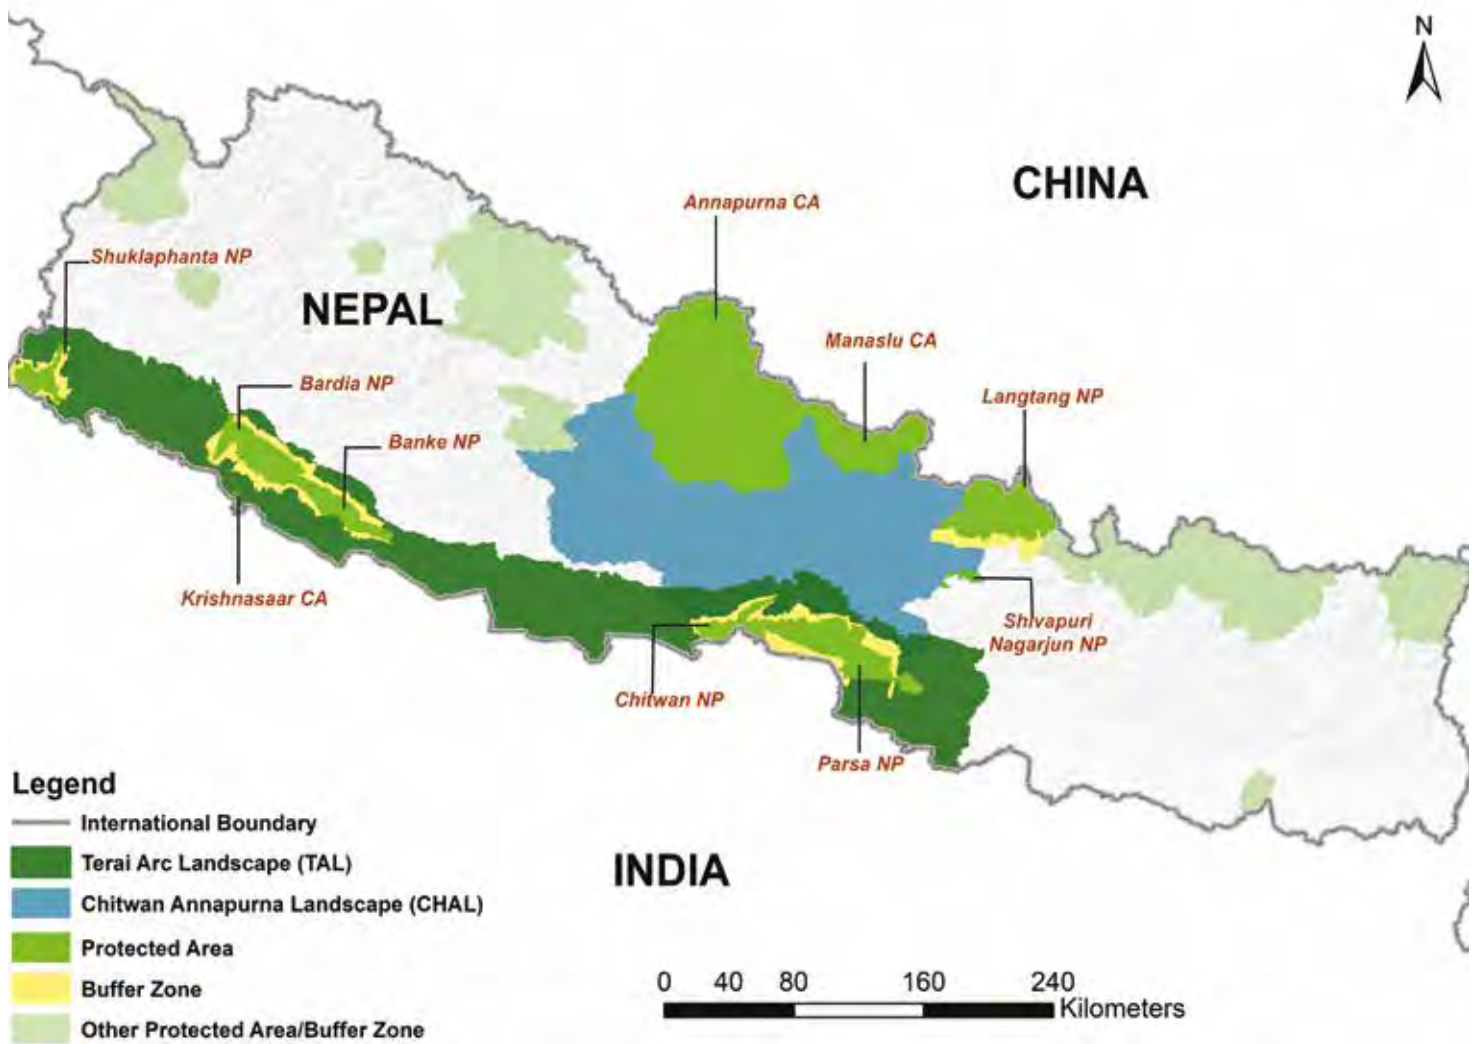 N
CHINA
Annapurna CA
Shuklaphanta NP
NEPAL
Manaslu CA
Bardia NP
Langtang NP
Banke NP
Krishnasaar CA
Shivapuri
Nagarjun NP
Chitwan NP
Parsa NP
INDIA
Legend
International Boundary
Terai Arc Landscape (TAL)
Chitwan Annapurna Landscape (CHAL)
Protected Area
Buffer Zone
Other Protected Area/Buffer Zone
0 40 80 160 240
Kilometers